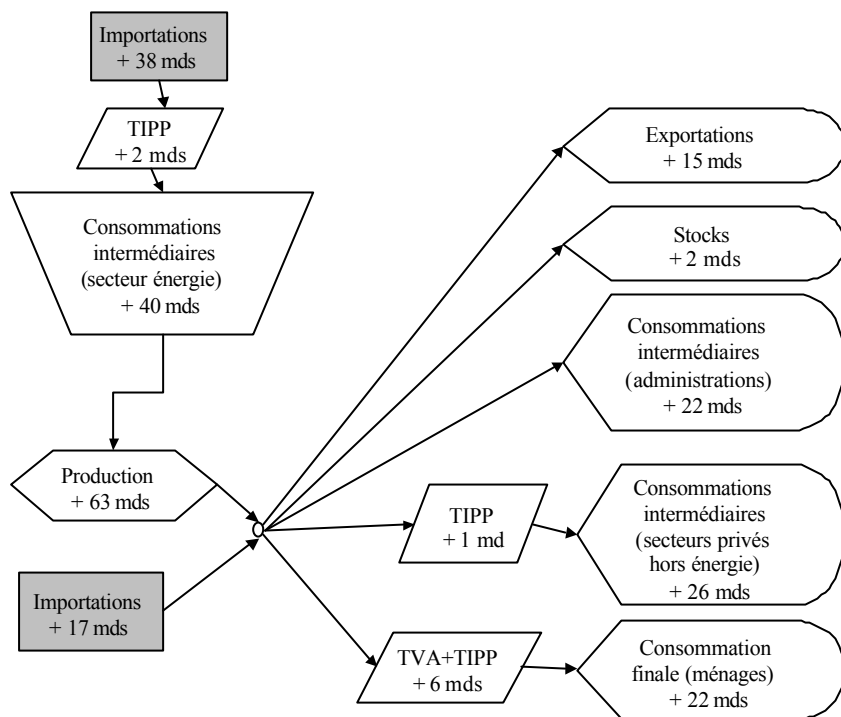 Importations
+ 38 mds
TIPP
+ 2 mds
Consommations
intermédiaires
(secteur énergie)
+ 40 mds
Production
+ 63 mds
Importations
+ 17 mds
Exportations
+ 15 mds
Stocks
+ 2 mds
Consommations
intermédiaires
(administrations)
+ 22 mds
TIPP
+ 1 md
Consommations
intermédiaires
(secteurs privés
hors énergie)
+ 26 mds
TVA+TIPP
+ 6 mds
Consommation
finale (ménages)
+ 22 mds